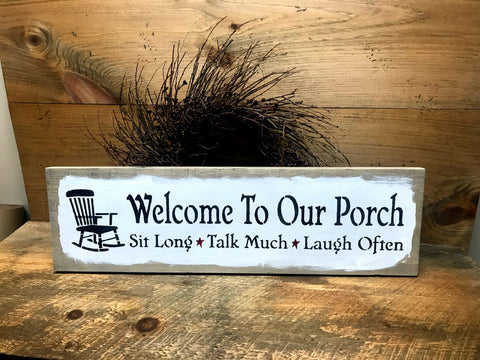 Welcome To Our Porch
Sit Long ★ Talk Much ★ Laugh Often